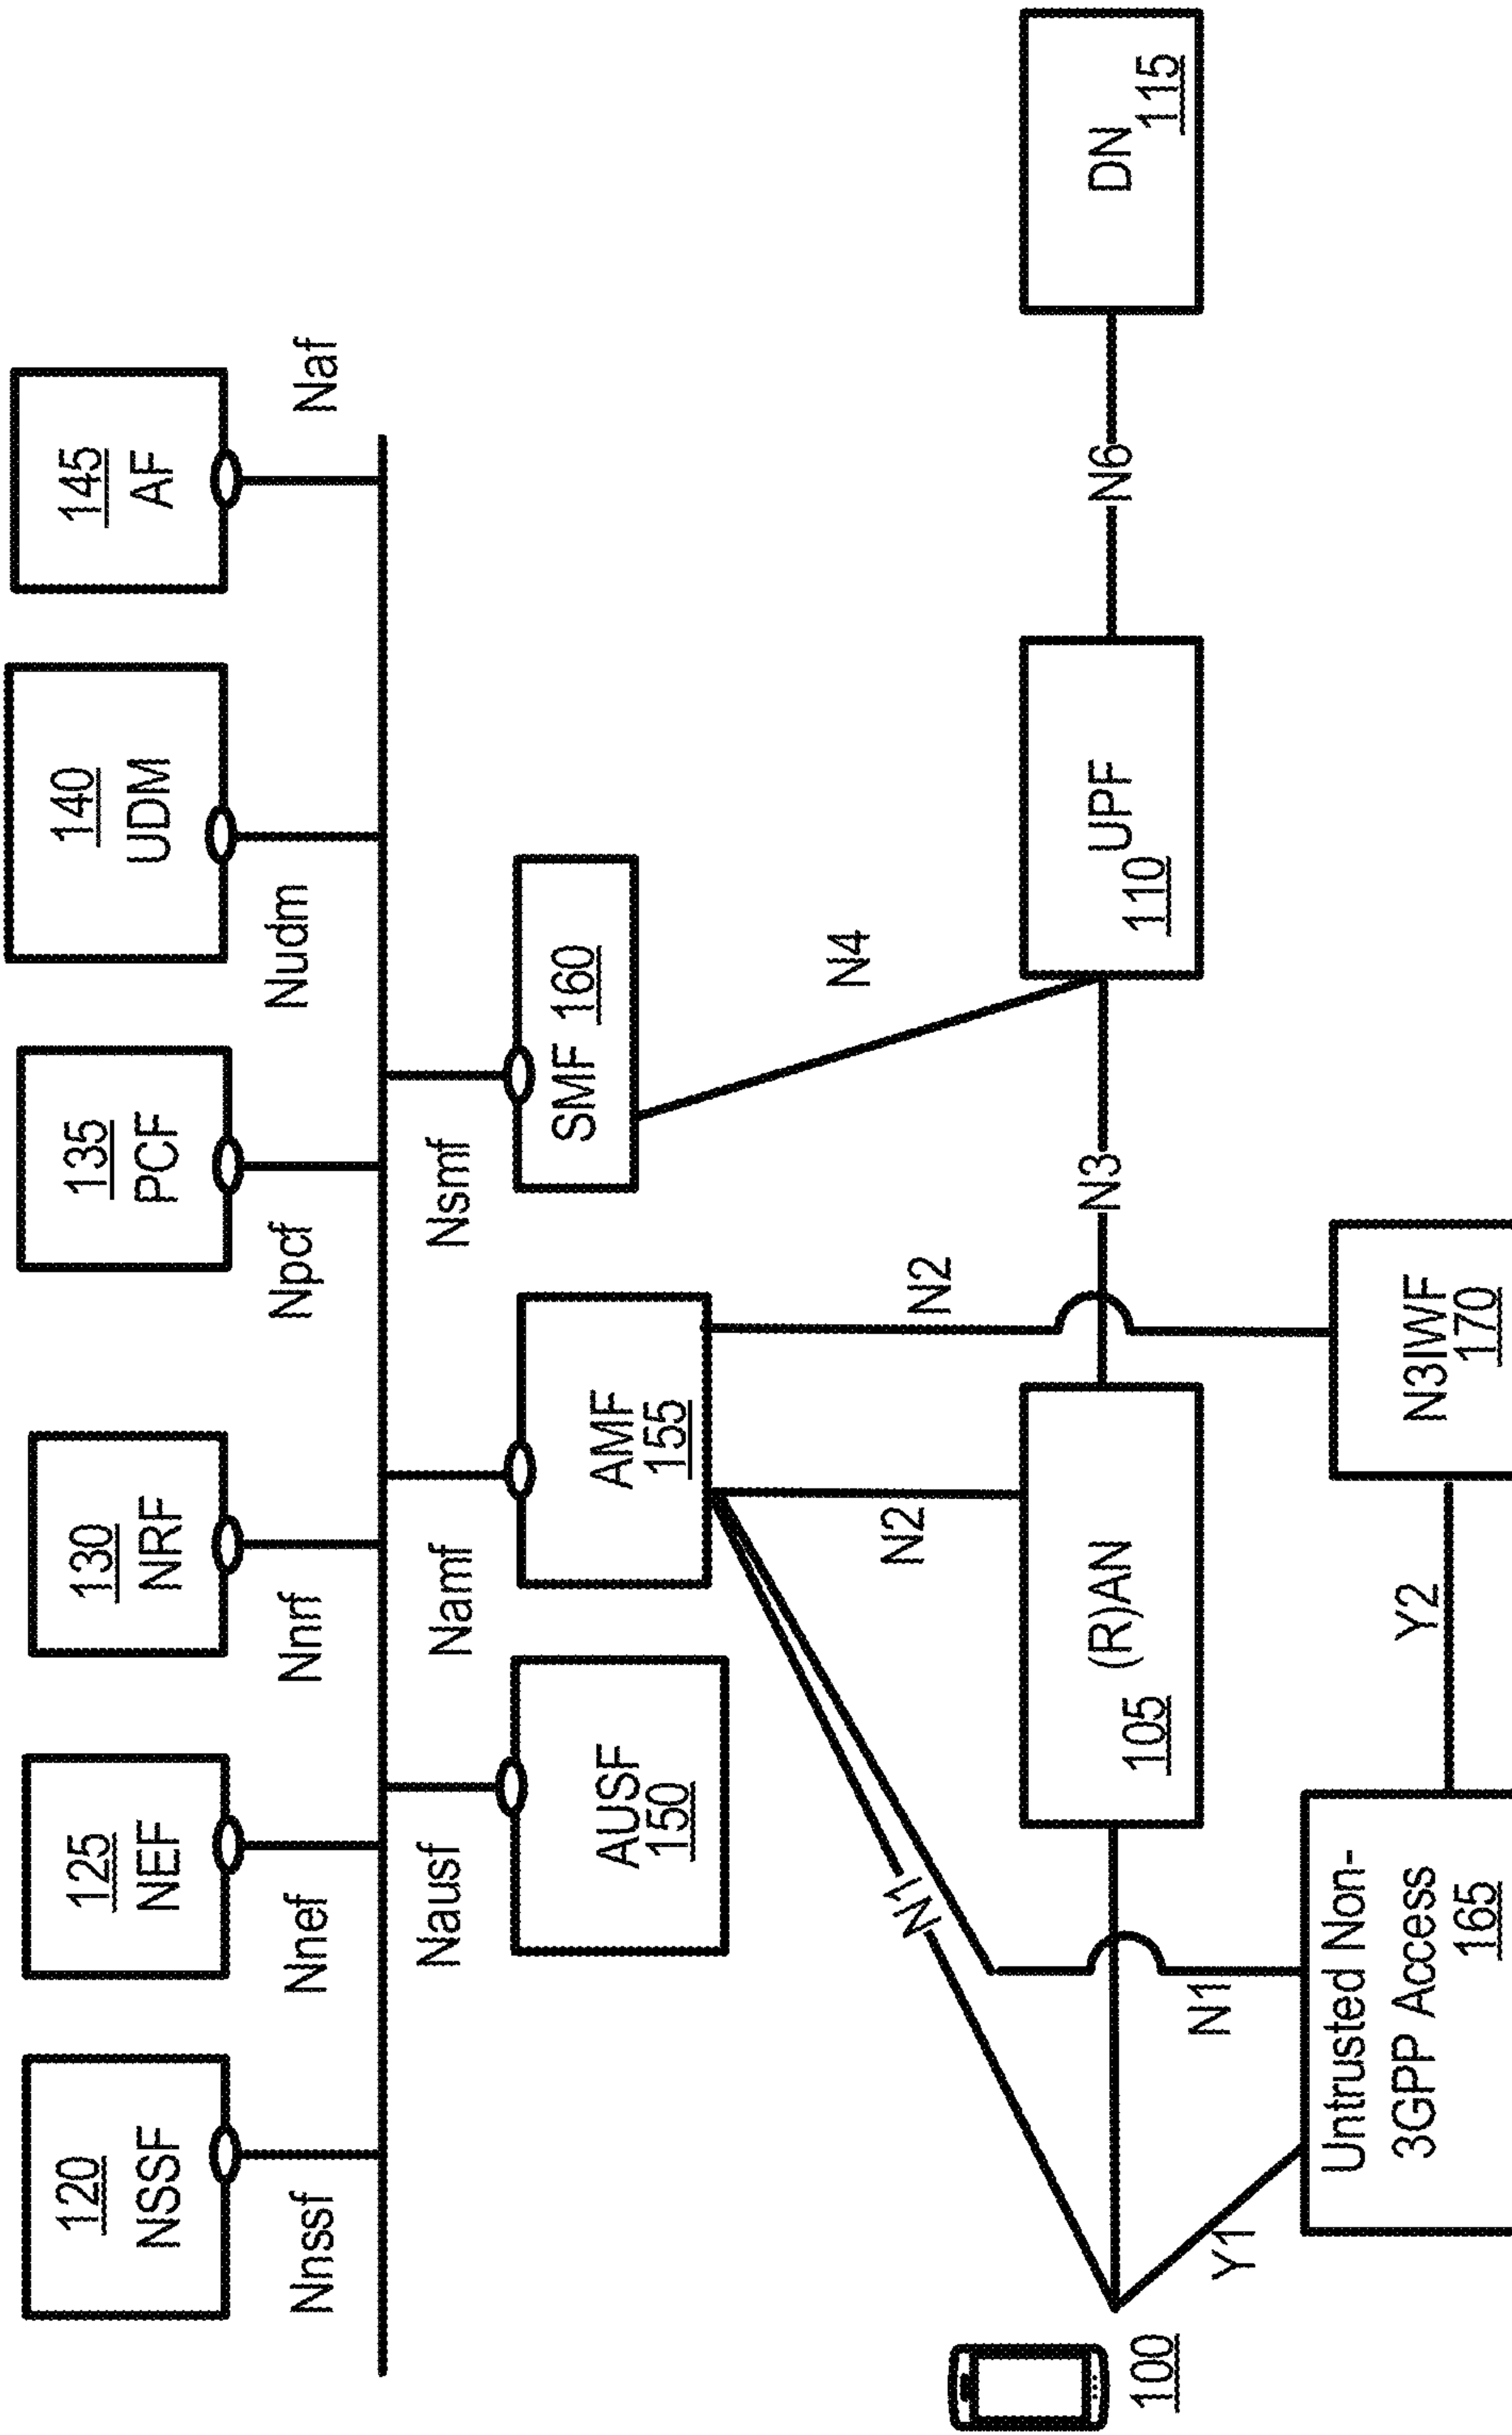 120
NSSF
125
NEF
130
NRF
135
PCF
140
UDM
145
AF
Nnssf
Nnef
Nnrf
Npcf
Nudm
Naf
Nausf
Namf
Nsmf
AUSF
150
AMF
155
SMF 160
N1
N2
N2
N4
100
(R)AN
105
N3
UPF
110
N6
DN
115
Y1
N1
Untrusted Non-
3GPP Access
165
Y2
N3IWF
170